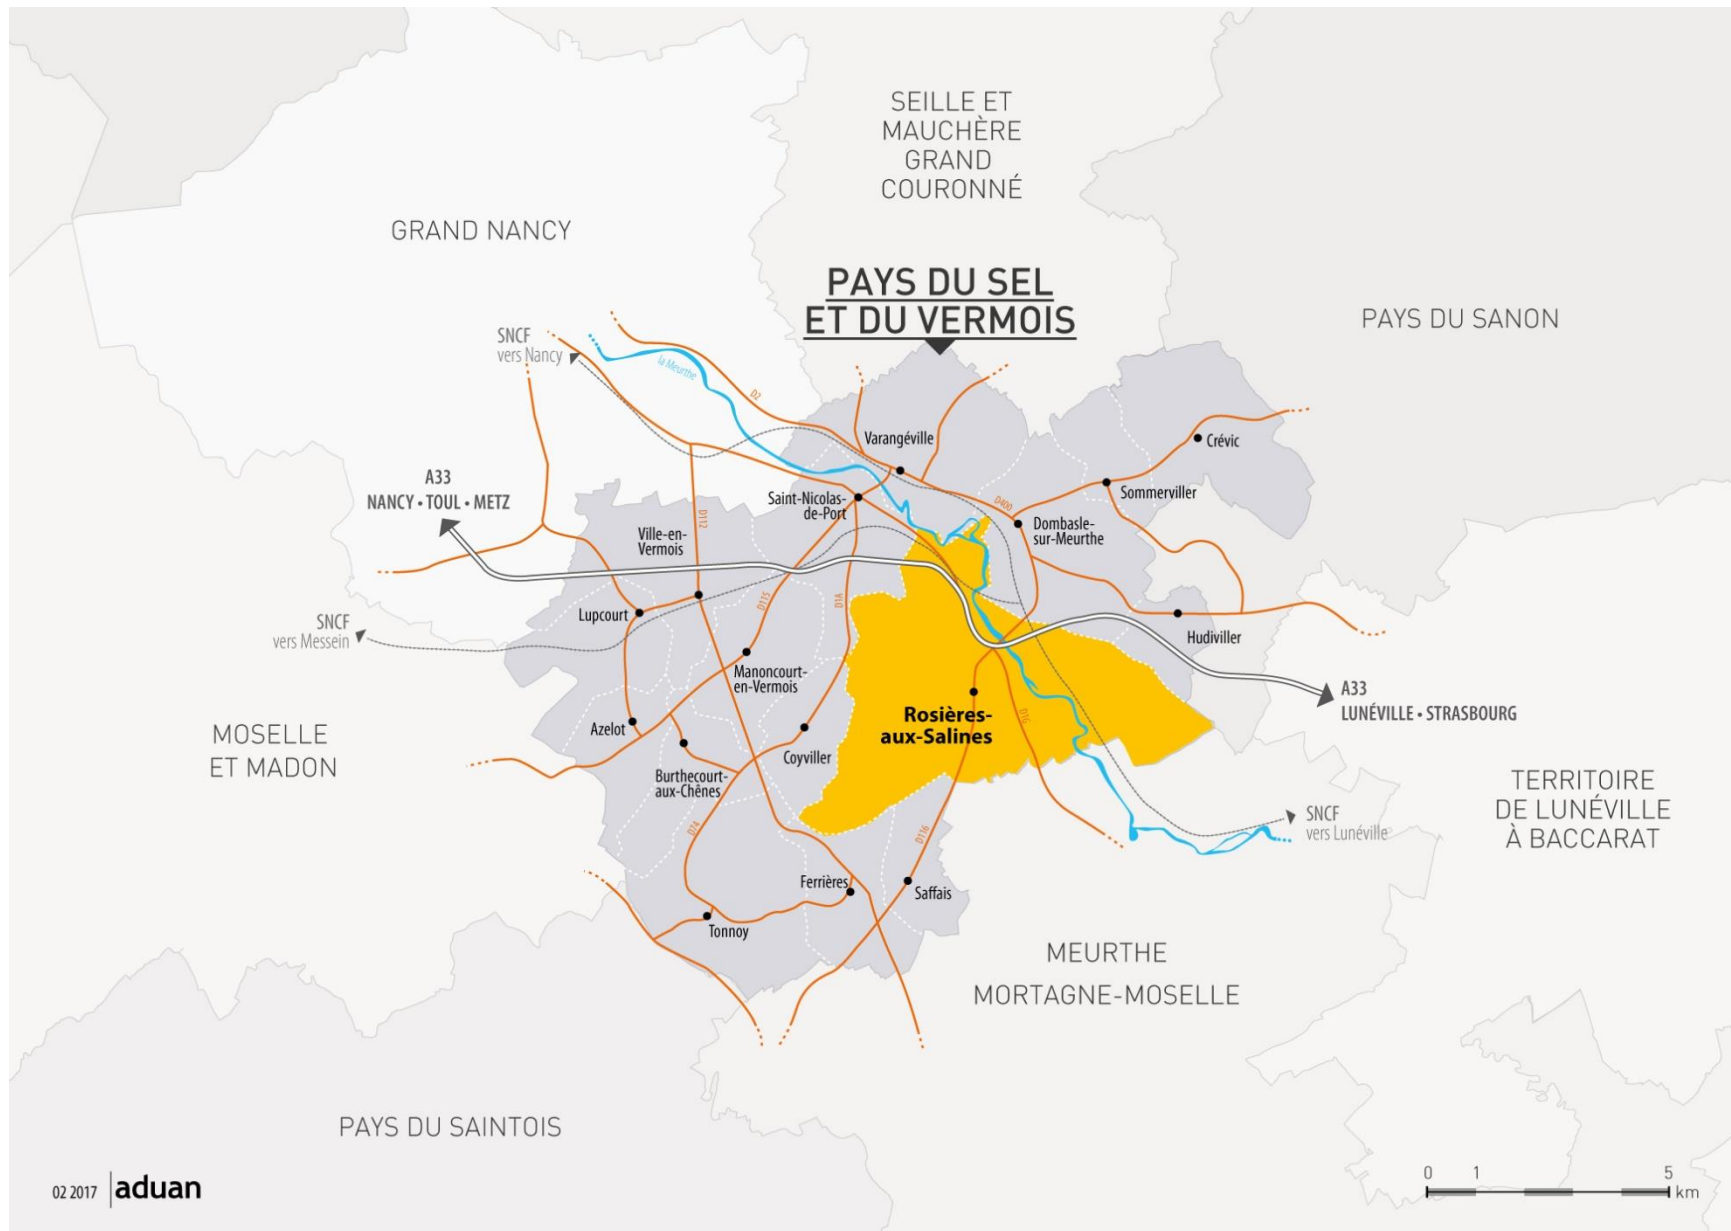 SEILLE ET
MAUCHÈRE
GRAND
COURONNÉ
GRAND NANCY
PAYS DU SEL
ET DU VERMOIS
PAYS DU SANON
SNCF
vers Nancy
la Meurthe
D2
Varangéville
Crévic
A33
NANCY • TOUL • METZ
Saint-Nicolas-
de-Port
D400
Sommerviller
D112
Ville-en-
Vermois
Dombasle-
sur-Meurthe
D115
D1A
Lupcourt
SNCF
vers Messein
Hudiviller
Manoncourt-
en-Vermois
A33
LUNÉVILLE • STRASBOURG
Rosières-
aux-Salines
D1G
Azelot
MOSELLE
ET MADON
Coyviller
Burthecourt-
aux-Chênes
TERRITOIRE
DE LUNÉVILLE
À BACCARAT
SNCF
vers Lunéville
D74
D116
Ferrières
Saffais
Tonnoy
MEURTHE
MORTAGNE-MOSELLE
PAYS DU SAINTOIS
02 2017
aduan
0 1 5
km